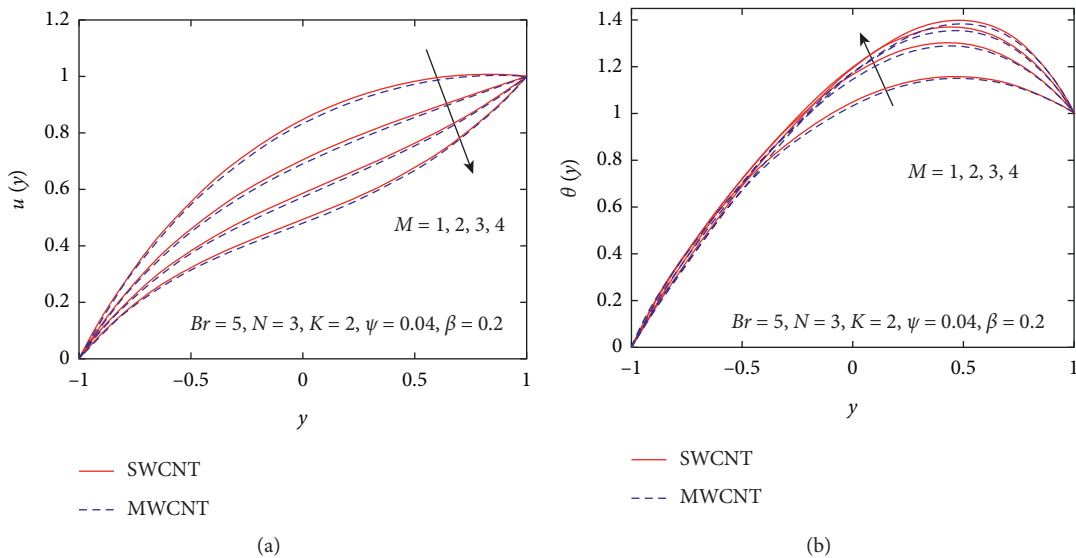 1.2
1
0.8
0.6
0.4
0.2
0
u (y)
M = 1, 2, 3, 4
Br = 5, N = 3, K = 2, ψ = 0.04, β = 0.2
−1
−0.5
0
0.5
1
y
SWCNT
MWCNT
(a)
1.4
1.2
1
0.8
0.6
0.4
0.2
0
θ (y)
M = 1, 2, 3, 4
Br = 5, N = 3, K = 2, ψ = 0.04, β = 0.2
−1
−0.5
0
0.5
1
y
SWCNT
MWCNT
(b)